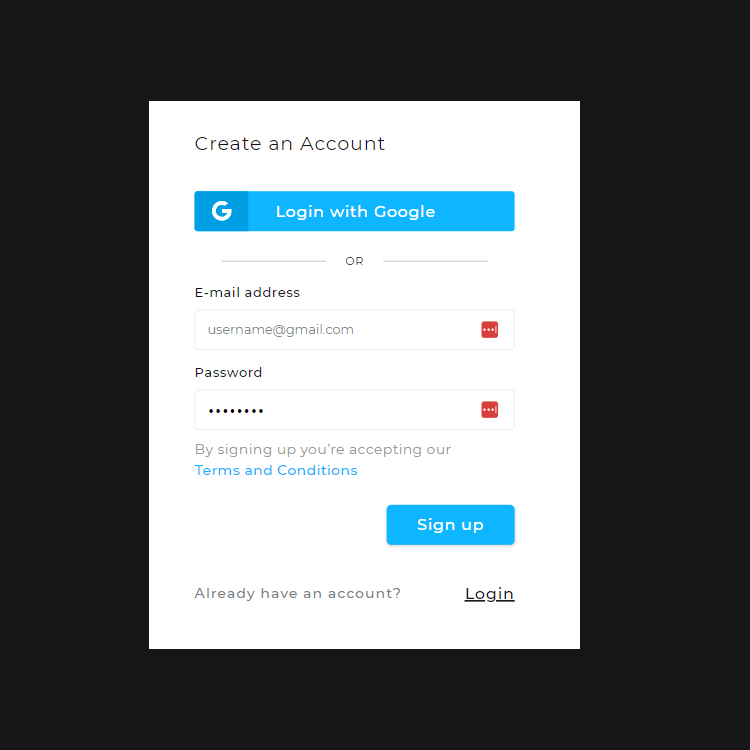 Create an Account
G Login with Google
OR
E-mail address
username@gmail.com
Password
••••••••
By signing up you're accepting our
Terms and Conditions
Sign up
Already have an account? Login